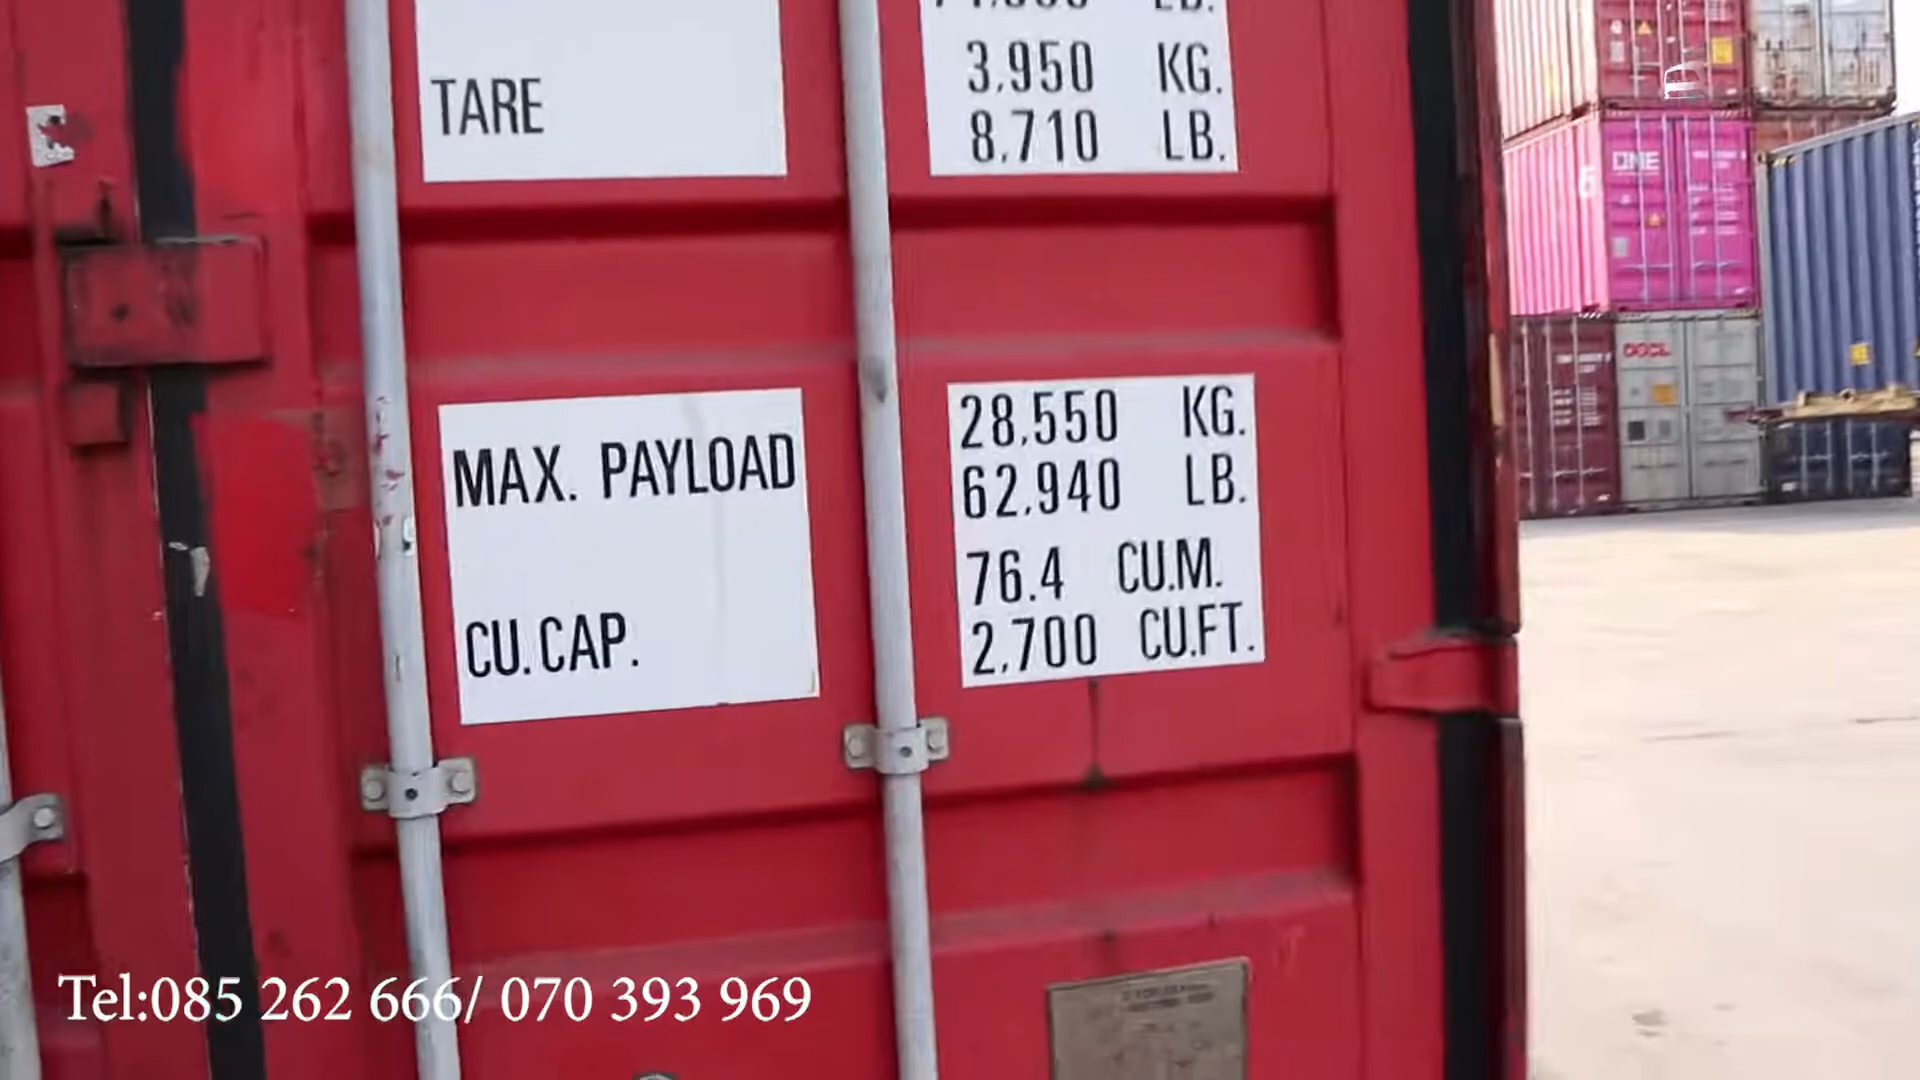 LB.
TARE
3,950 KG.
8,710 LB.
MAX. PAYLOAD
28,550 KG.
62,940 LB.
CU.CAP.
76.4 CU.M.
2,700 CU.FT.
ONE
OOCL
Tel:085 262 666/ 070 393 969